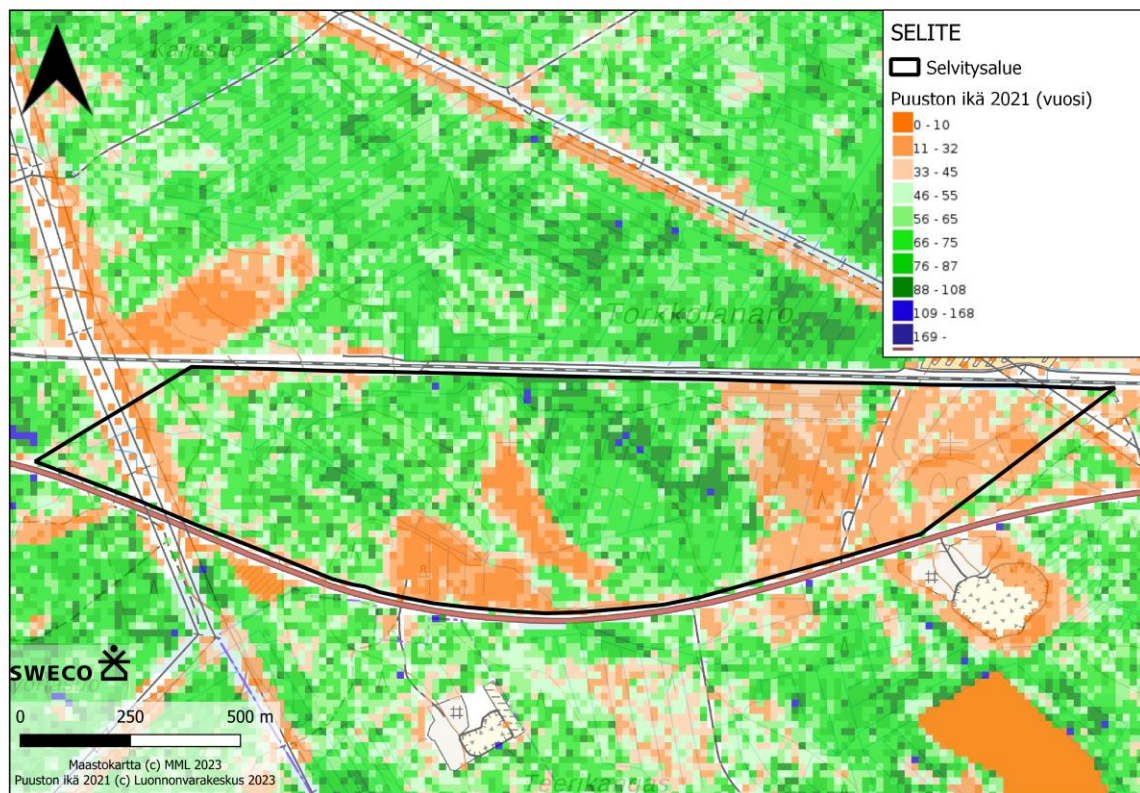 Karjasuo
SELITE
Selvitysalue
Puuston ikä 2021 (vuosi)
0 - 10
11 - 32
33 - 45
46 - 55
56 - 65
66 - 75
76 - 87
88 - 108
109 - 168
169 -
Torkkolanaro
SWECO
0 250 500 m
Maastokartta (c) MML 2023
Puuston ikä 2021 (c) Luonnonvarakeskus 2023
Teerikangas